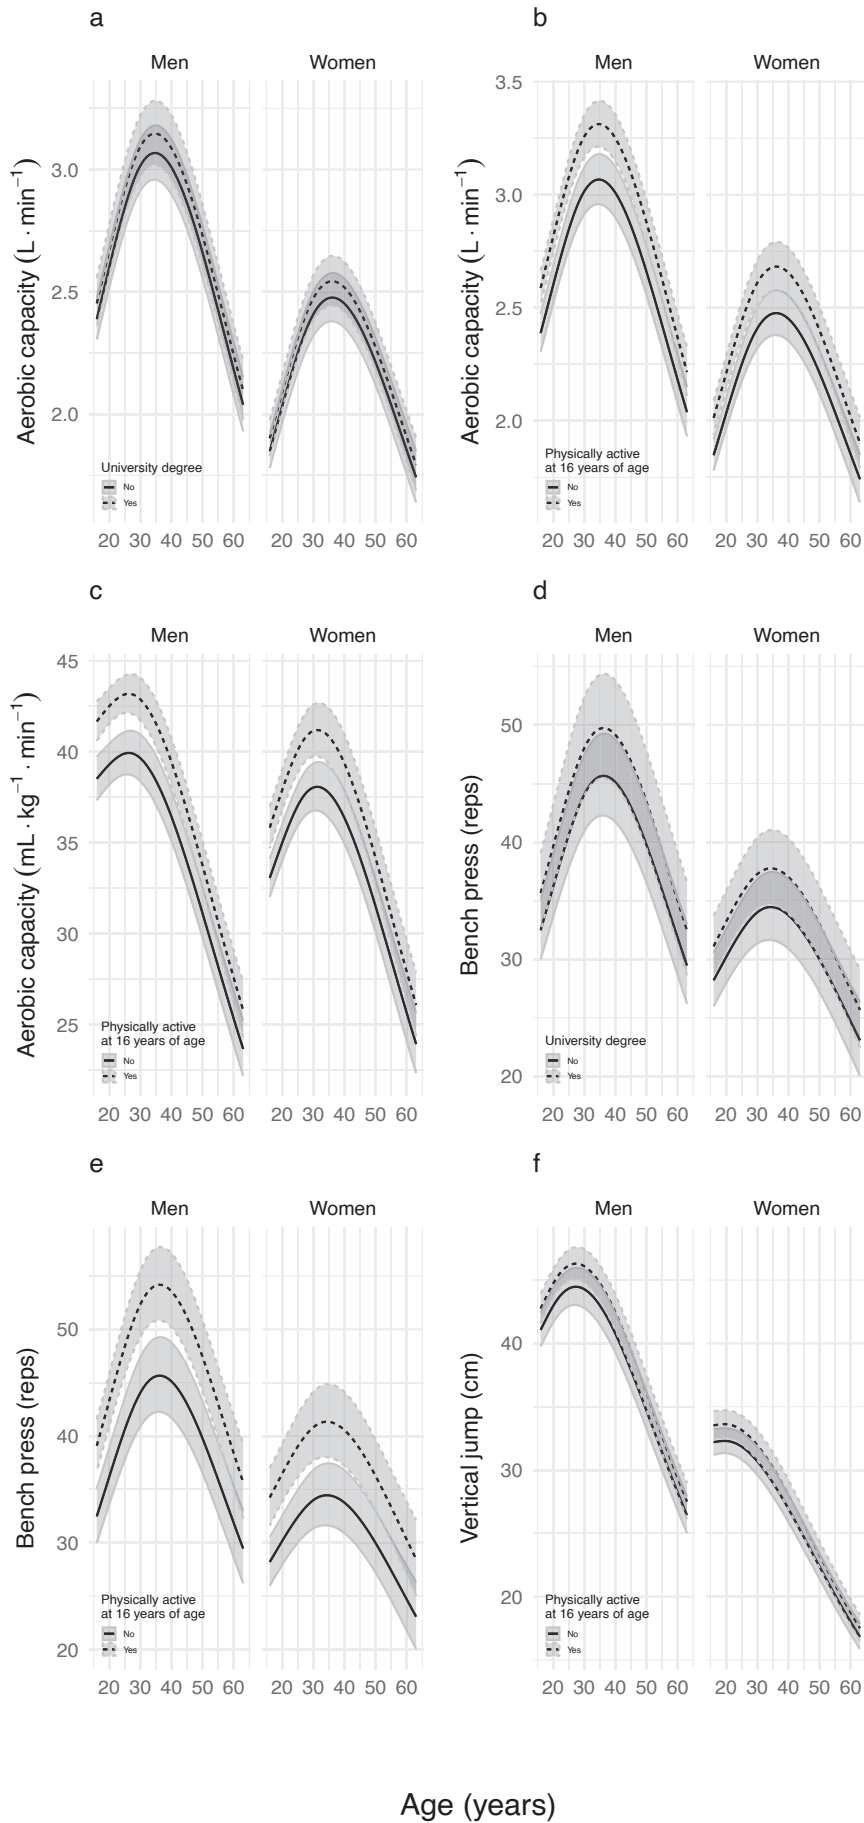 a
Men Women
Aerobic capacity (L · min−1)
3.0
2.5
2.0
University degree
No
Yes
20 30 40 50 60 20 30 40 50 60
b
Men Women
Aerobic capacity (L · min−1)
3.5
3.0
2.5
2.0
Physically active
at 16 years of age
No
Yes
20 30 40 50 60 20 30 40 50 60
c
Men Women
Aerobic capacity (mL · kg−1 · min−1)
45
40
35
30
25
Physically active
at 16 years of age
No
Yes
20 30 40 50 60 20 30 40 50 60
d
Men Women
Bench press (reps)
50
40
30
20
University degree
No
Yes
20 30 40 50 60 20 30 40 50 60
e
Men Women
Bench press (reps)
50
40
30
20
Physically active
at 16 years of age
No
Yes
20 30 40 50 60 20 30 40 50 60
f
Men Women
Vertical jump (cm)
40
30
20
Physically active
at 16 years of age
No
Yes
20 30 40 50 60 20 30 40 50 60
Age (years)